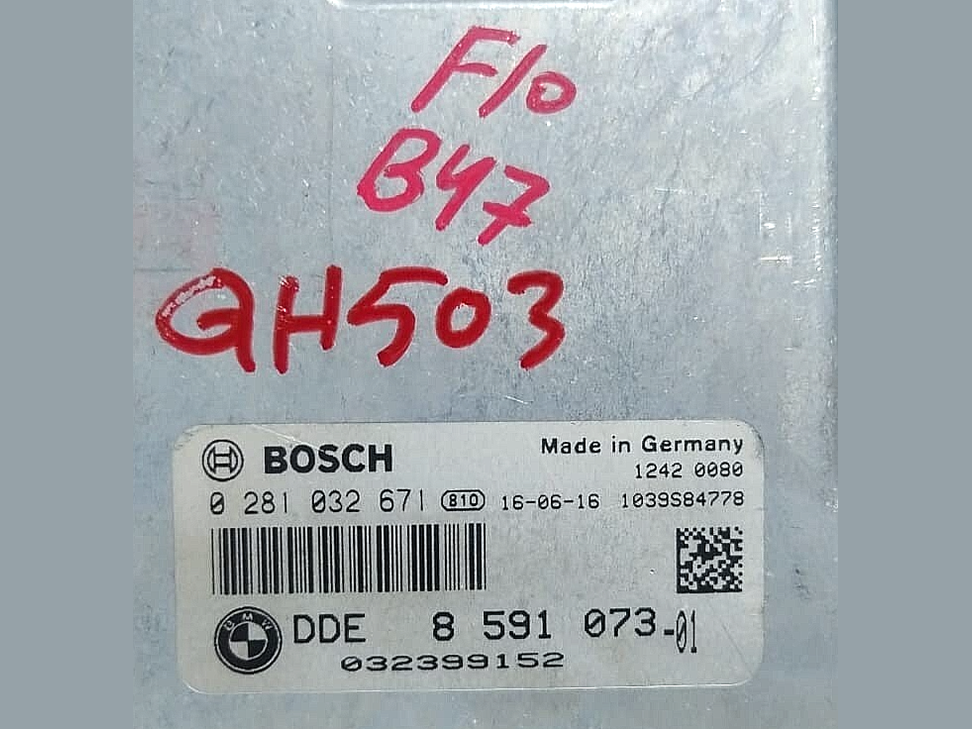 F10
B47
QH503
BOSCH
Made in Germany
1242 0080
0 281 032 671 810 16-06-16 1039S84778
BMW DDE 8 591 073-01
032399152